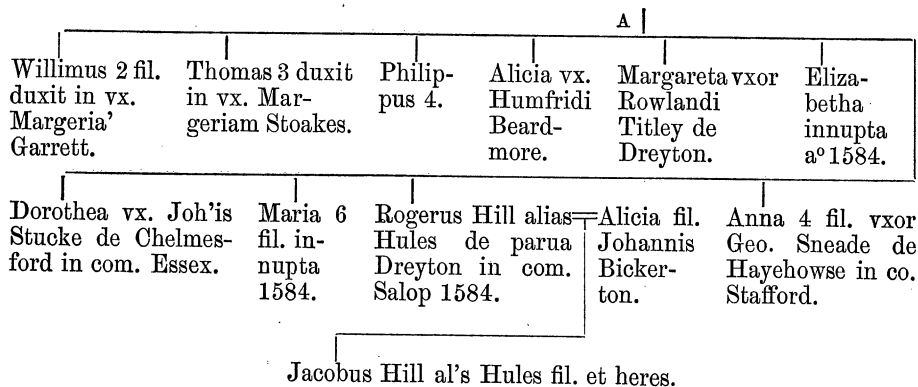 A
Willimus 2 fil.
duxit in vx.
Margeria'
Garrett.
Thomas 3 duxit
in vx. Mar-
geriam Stoakes.
Philip-
pus 4.
Alicia vx.
Humfridi
Beard-
more.
Margareta vxor
Rowlandi
Titley de
Dreyton.
Eliza-
betha
innupta
aº 1584.
Dorothea vx. Joh'is
Stucke de Chelmes-
ford in com. Essex.
Maria 6
fil. in-
nupta
1584.
Rogerus Hill alias
Hules de parua
Dreyton in com.
Salop 1584.
Alicia fil.
Johannis
Bicker-
ton.
Anna 4 fil. vxor
Geo. Sneade de
Hayehowse in co.
Stafford.
Jacobus Hill al's Hules fil. et heres.